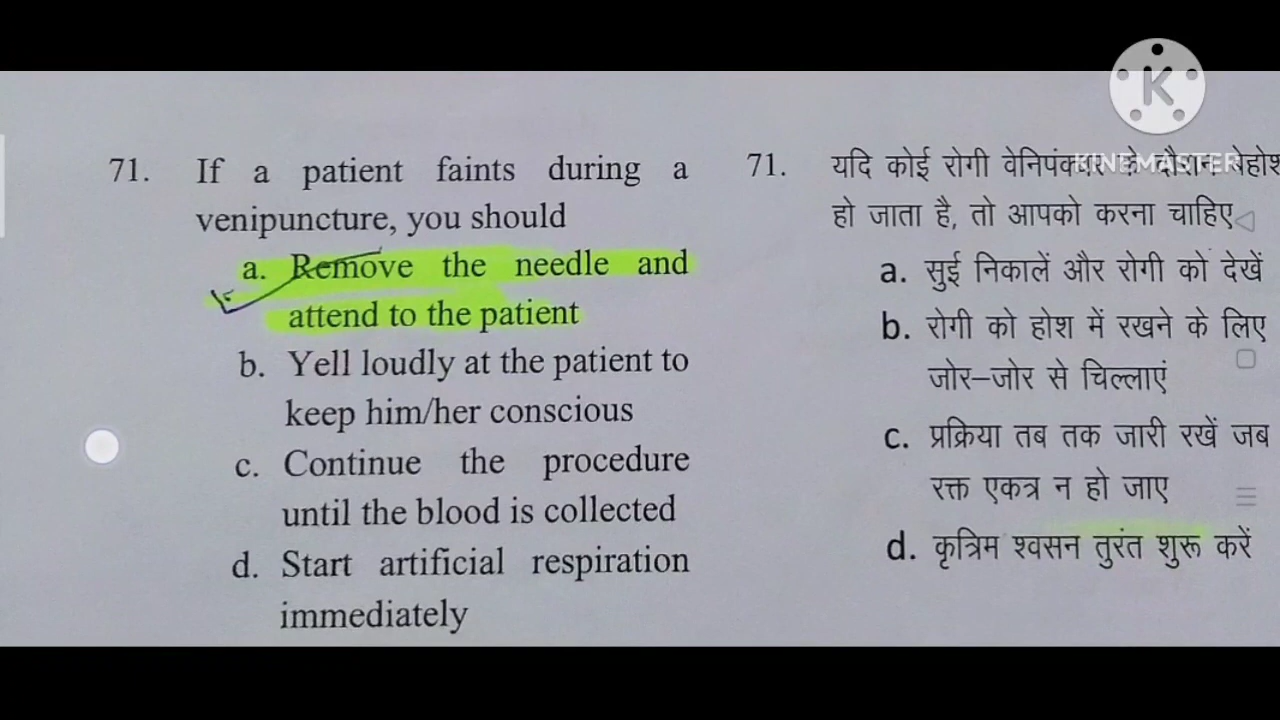 71. If a patient faints during a
venipuncture, you should
a. Remove the needle and
attend to the patient
b. Yell loudly at the patient to
keep him/her conscious
c. Continue the procedure
until the blood is collected
d. Start artificial respiration
immediately
71. यदि कोई रोगी के दौरान बेहोश
हो जाता है, तो आपको करना चाहिए
a. सुई निकालें और रोगी को देखें
b. रोगी को होश में रखने के लिए
जोर–जोर से चिल्लाएं
c. प्रक्रिया तब तक जारी रखें जब
रक्त एकत्र न हो जाए
d. कृत्रिम श्वसन तुरंत शुरू करें
K
KINEMASTER